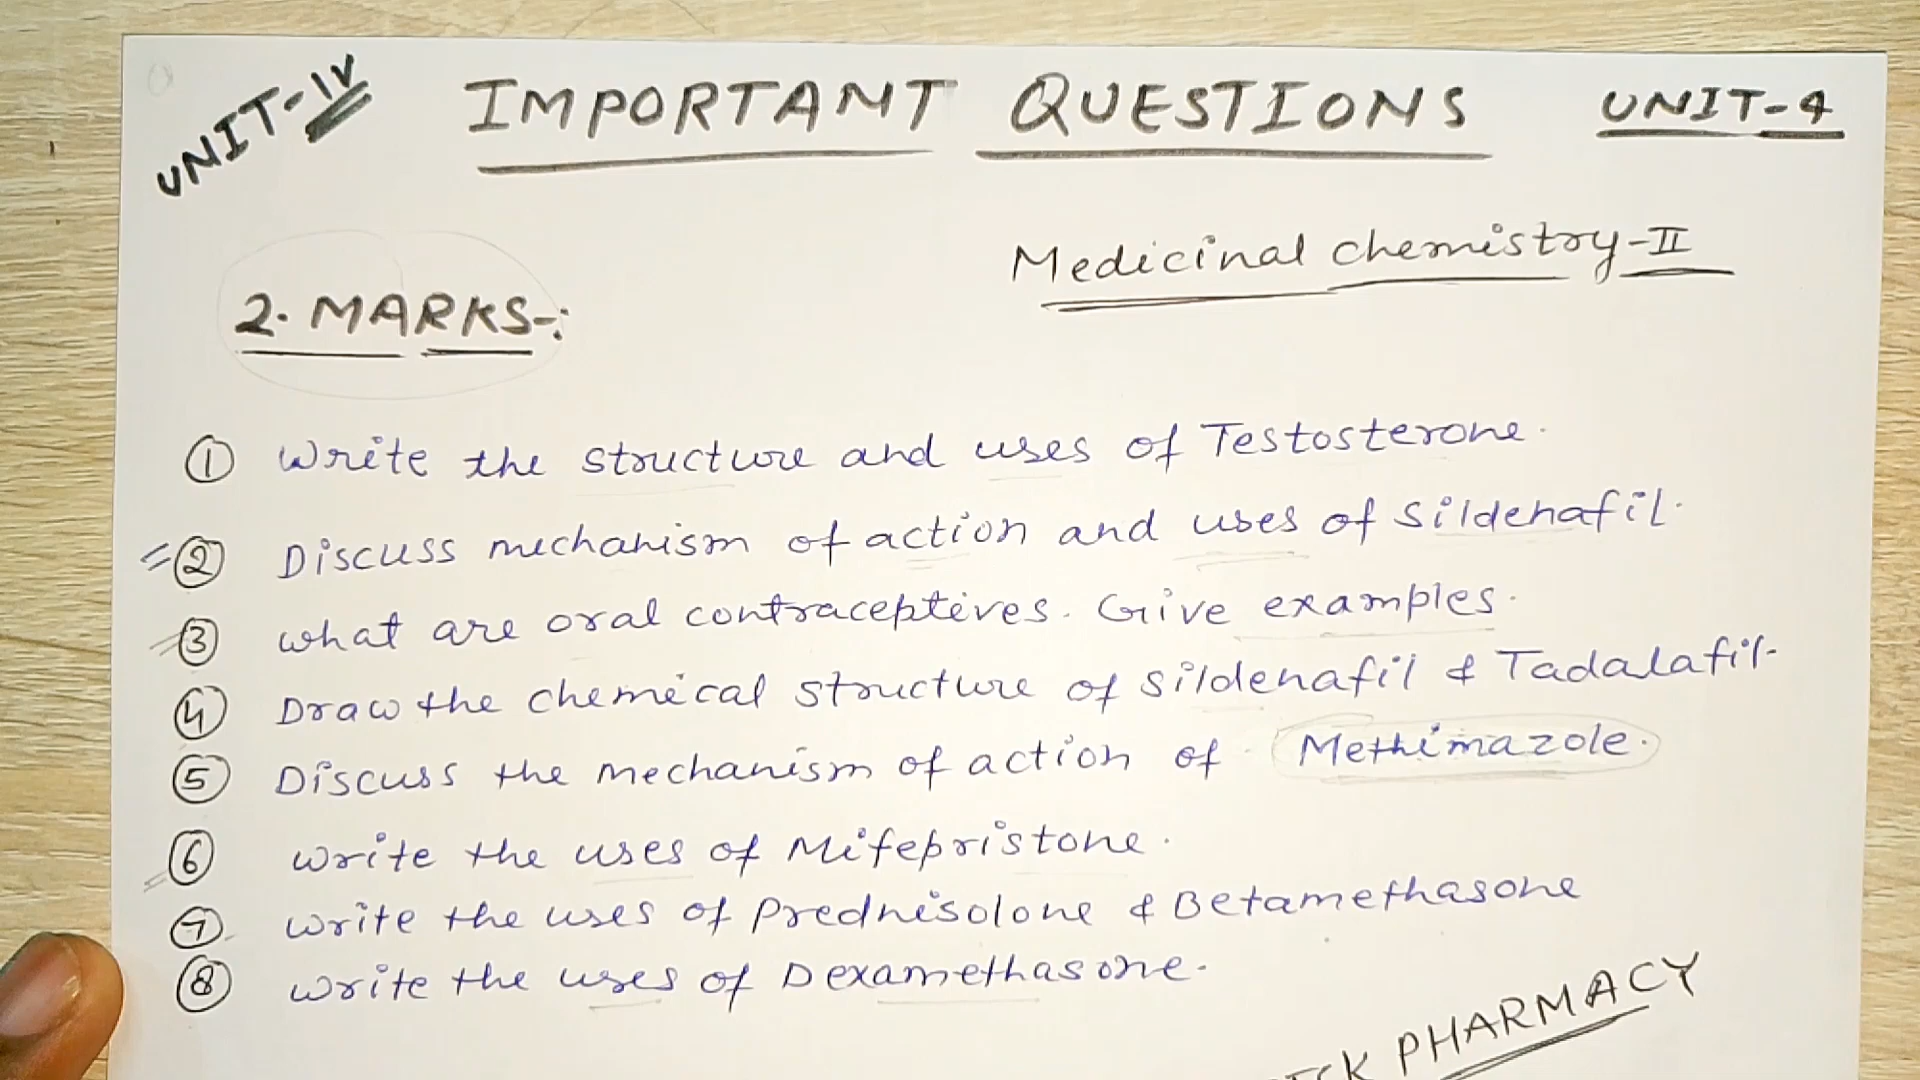 UNIT-IV IMPORTANT QUESTIONS UNIT-4
Medicinal chemistry-II
2. MARKS-:
① Write the structure and uses of Testosterone.
② Discuss mechanism of action and uses of Sildenafil.
③ what are oral contraceptives. Give examples.
④ Draw the chemical structure of Sildenafil & Tadalafil-
⑤ Discuss the mechanism of action of Methimazole.
⑥ write the uses of Mifepristone.
⑦ write the uses of Prednisolone & Betamethasone
⑧ write the uses of Dexamethasone.
PHARMACY